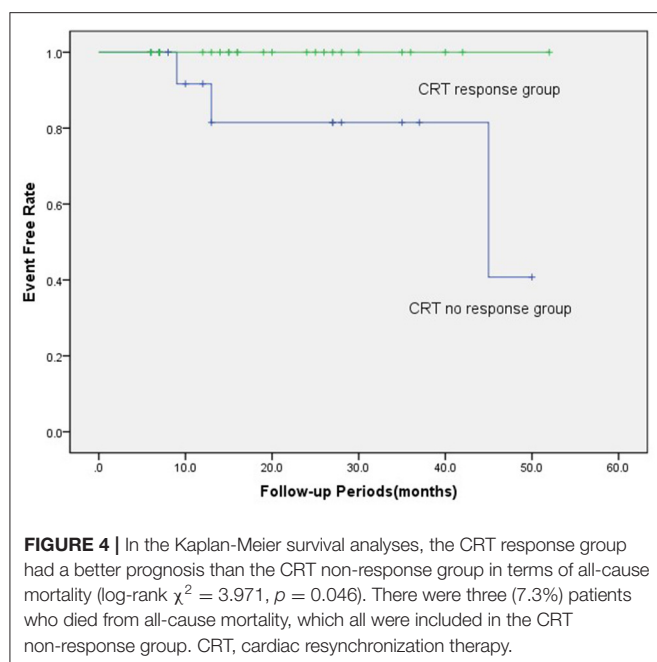 1.0
CRT response group
0.8
0.6
Event Free Rate
0.4
CRT no response group
0.2
0.0
.0 10.0 20.0 30.0 40.0 50.0 60.0
Follow-up Periods(months)
FIGURE 4 | In the Kaplan-Meier survival analyses, the CRT response group
had a better prognosis than the CRT non-response group in terms of all-cause
mortality (log-rank χ² = 3.971, p = 0.046). There were three (7.3%) patients
who died from all-cause mortality, which all were included in the CRT
non-response group. CRT, cardiac resynchronization therapy.